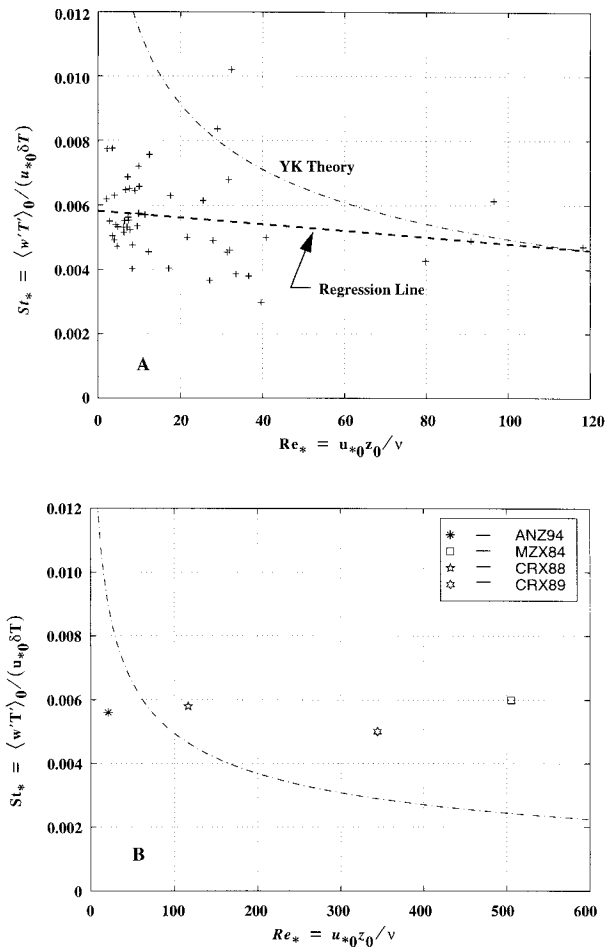 0.012
0.010
0.008
0.006
0.004
0.002
0
St* = ⟨w'T'⟩₀/(u*₀δT)
YK Theory
Regression Line
A
0 20 40 60 80 100 120
Re* = u*₀z₀/ν
0.012
0.010
0.008
0.006
0.004
0.002
0
St* = ⟨w'T'⟩₀/(u*₀δT)
ANZ94
MZX84
CRX88
CRX89
B
0 100 200 300 400 500 600
Re* = u*₀z₀/ν